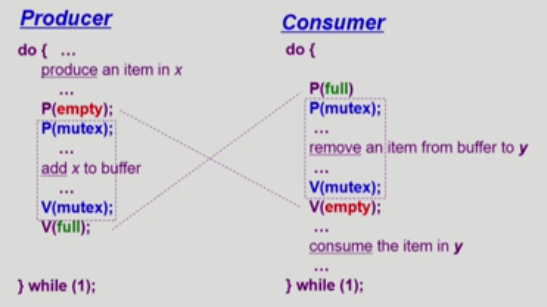 Producer
do { ...
produce an item in x
...
P(empty);
P(mutex);
...
add x to buffer
...
V(mutex);
V(full);
} while (1);
Consumer
do {
P(full)
P(mutex);
...
remove an item from buffer to y
...
V(mutex);
V(empty);
...
consume the item in y
...
} while (1);